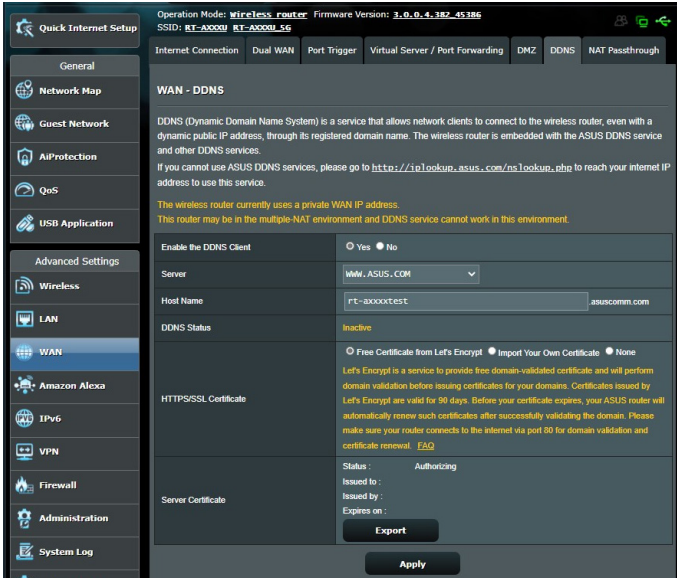 Operation Mode: Wireless router Firmware Version: 3.0.0.4.382_45386
SSID: RT-AXXXU RT-AXXXU_5G
Quick Internet Setup
General
Network Map
Guest Network
AiProtection
QoS
USB Application
Advanced Settings
Wireless
LAN
WAN
Amazon Alexa
IPv6
VPN
Firewall
Administration
System Log
Internet Connection Dual WAN Port Trigger Virtual Server / Port Forwarding DMZ DDNS NAT Passthrough
WAN - DDNS
DDNS (Dynamic Domain Name System) is a service that allows network clients to connect to the wireless router, even with a
dynamic public IP address, through its registered domain name. The wireless router is embedded with the ASUS DDNS service
and other DDNS services.
If you cannot use ASUS DDNS services, please go to http://iplookup.asus.com/nslookup.php to reach your internet IP
address to use this service.
The wireless router currently uses a private WAN IP address.
This router may be in the multiple-NAT environment and DDNS service cannot work in this environment.
Enable the DDNS Client Yes No
Server WWW.ASUS.COM
Host Name rt-axxxxtest .asuscomm.com
DDNS Status Inactive
HTTPS/SSL Certificate
Free Certificate from Let's Encrypt Import Your Own Certificate None
Let's Encrypt is a service to provide free domain-validated certificate and will perform
domain validation before issuing certificates for your domains. Certificates issued by
Let's Encrypt are valid for 90 days. Before your certificate expires, your ASUS router will
automatically renew such certificates after successfully validating the domain. Please
make sure your router connects to the internet via port 80 for domain validation and
certificate renewal. FAQ
Server Certificate
Status : Authorizing
Issued to :
Issued by :
Expires on :
Export
Apply